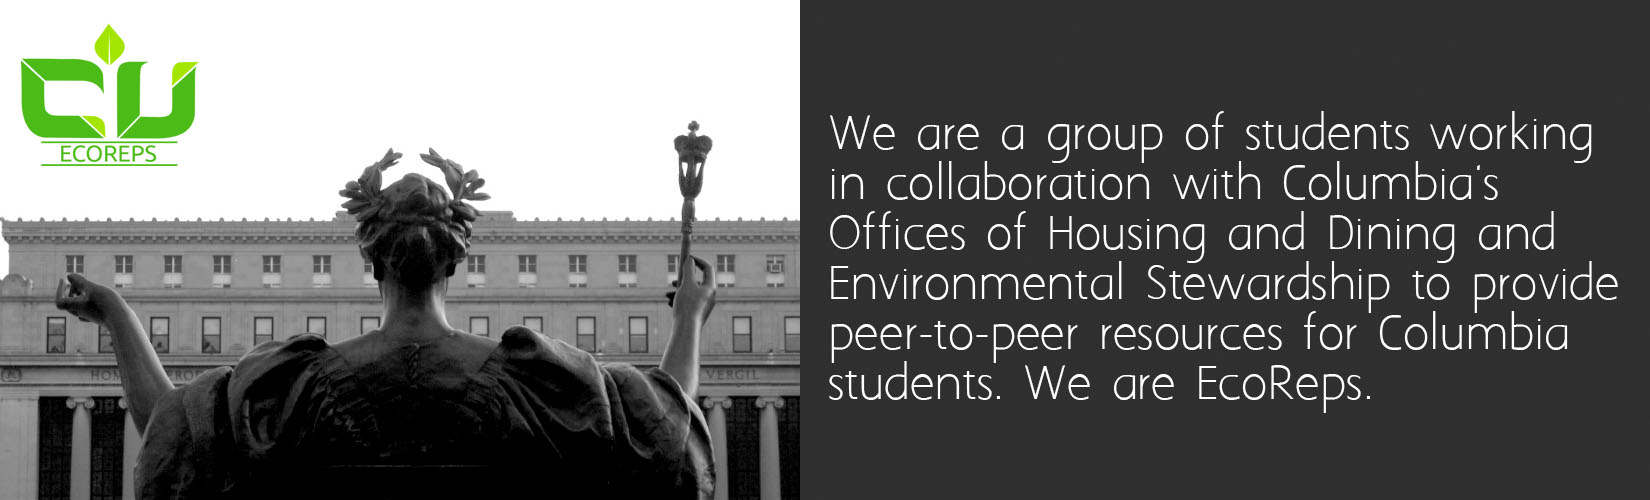 CU
ECOREPS
We are a group of students working
in collaboration with Columbia's
Offices of Housing and Dining and
Environmental Stewardship to provide
peer-to-peer resources for Columbia
students. We are EcoReps.
VERGIL